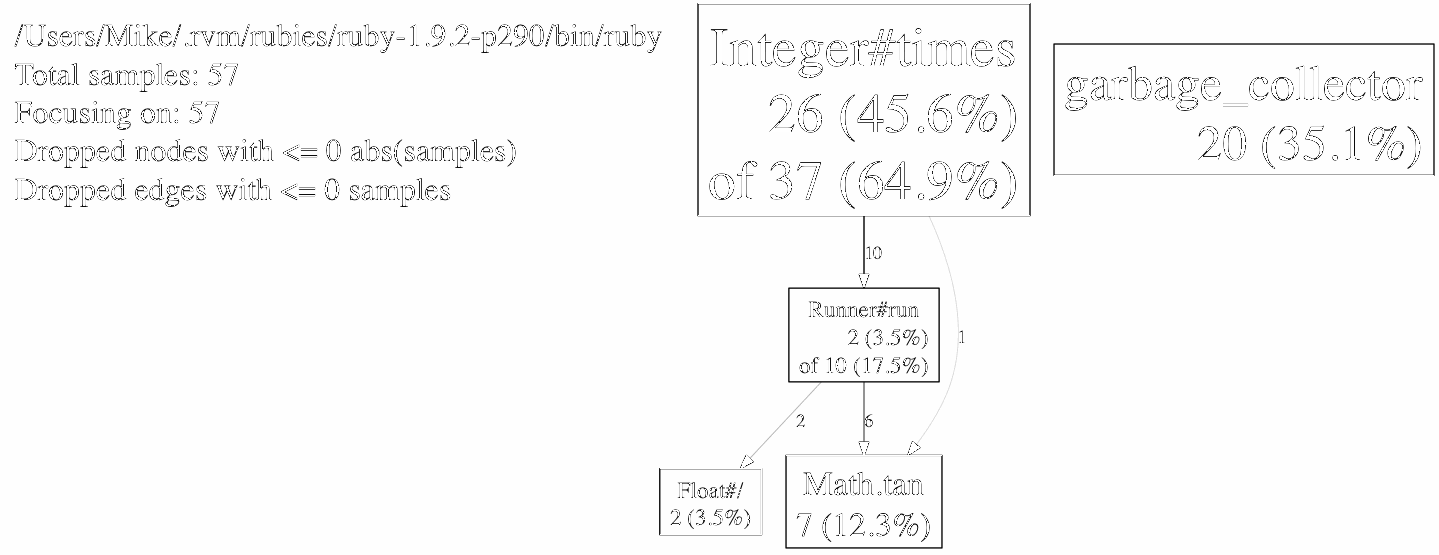 /Users/Mike/.rvm/rubies/ruby-1.9.2-p290/bin/ruby
Total samples: 57
Focusing on: 57
Dropped nodes with <= 0 abs(samples)
Dropped edges with <= 0 samples
Integer#times
26 (45.6%)
of 37 (64.9%)
garbage_collector
20 (35.1%)
10
Runner#run
2 (3.5%)
of 10 (17.5%)
1
2
6
Float#/
2 (3.5%)
Math.tan
7 (12.3%)